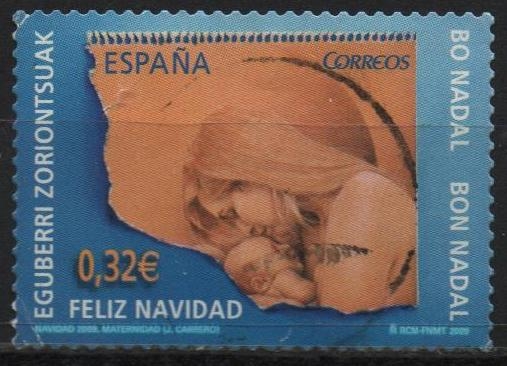 ESPAÑA
CORREOS
EGUBERRI ZORIONTSUAK
BO NADAL BON NADAL
0,32€
FELIZ NAVIDAD
NAVIDAD 2009. MATERNIDAD (J. CARRERO)
RCM-FNMT 2009